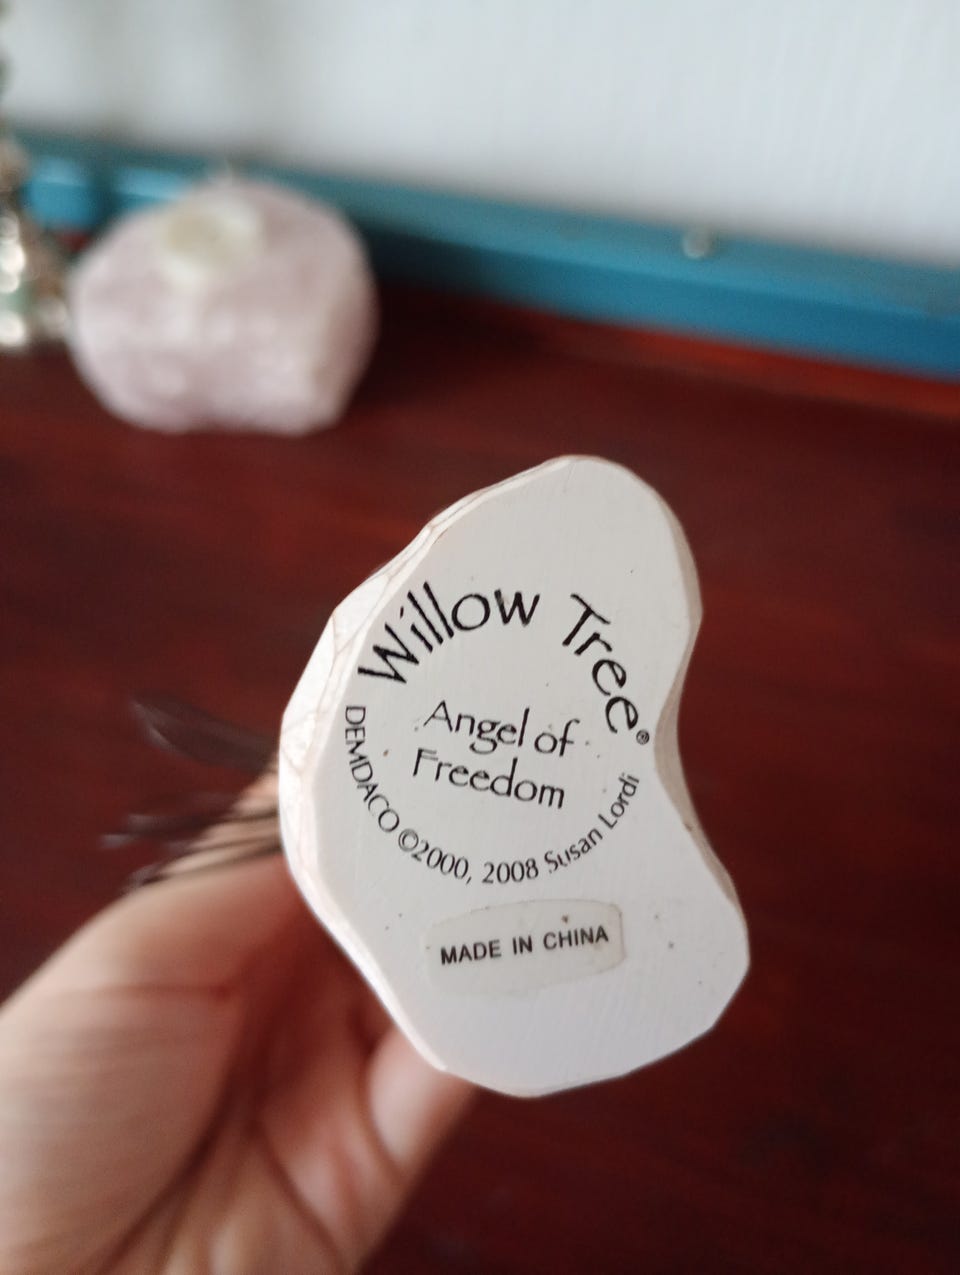 Willow Tree®
Angel of
Freedom
DEMDACO ©2000, 2008 Susan Lordi
MADE IN CHINA